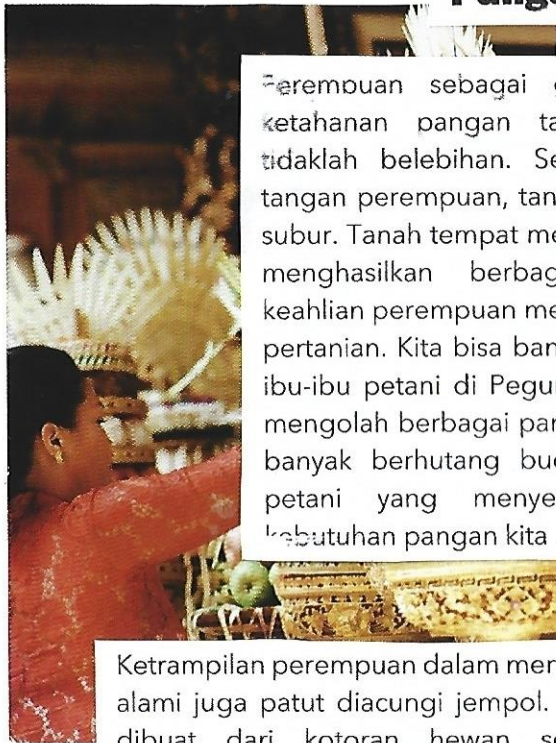 Perempuan sebagai
ketahanan pangan ta
tidaklah belebihan. Se
tangan perempuan, tan
subur. Tanah tempat me
menghasilkan berbag
keahlian perempuan me
pertanian. Kita bisa ban
ibu-ibu petani di Pegu
mengolah berbagai pan
banyak berhutang bu
petani yang menye
kebutuhan pangan kita
Ketrampilan perempuan dalam men
alami juga patut diacungi jempol.
dibuat dari kotoran hewan se